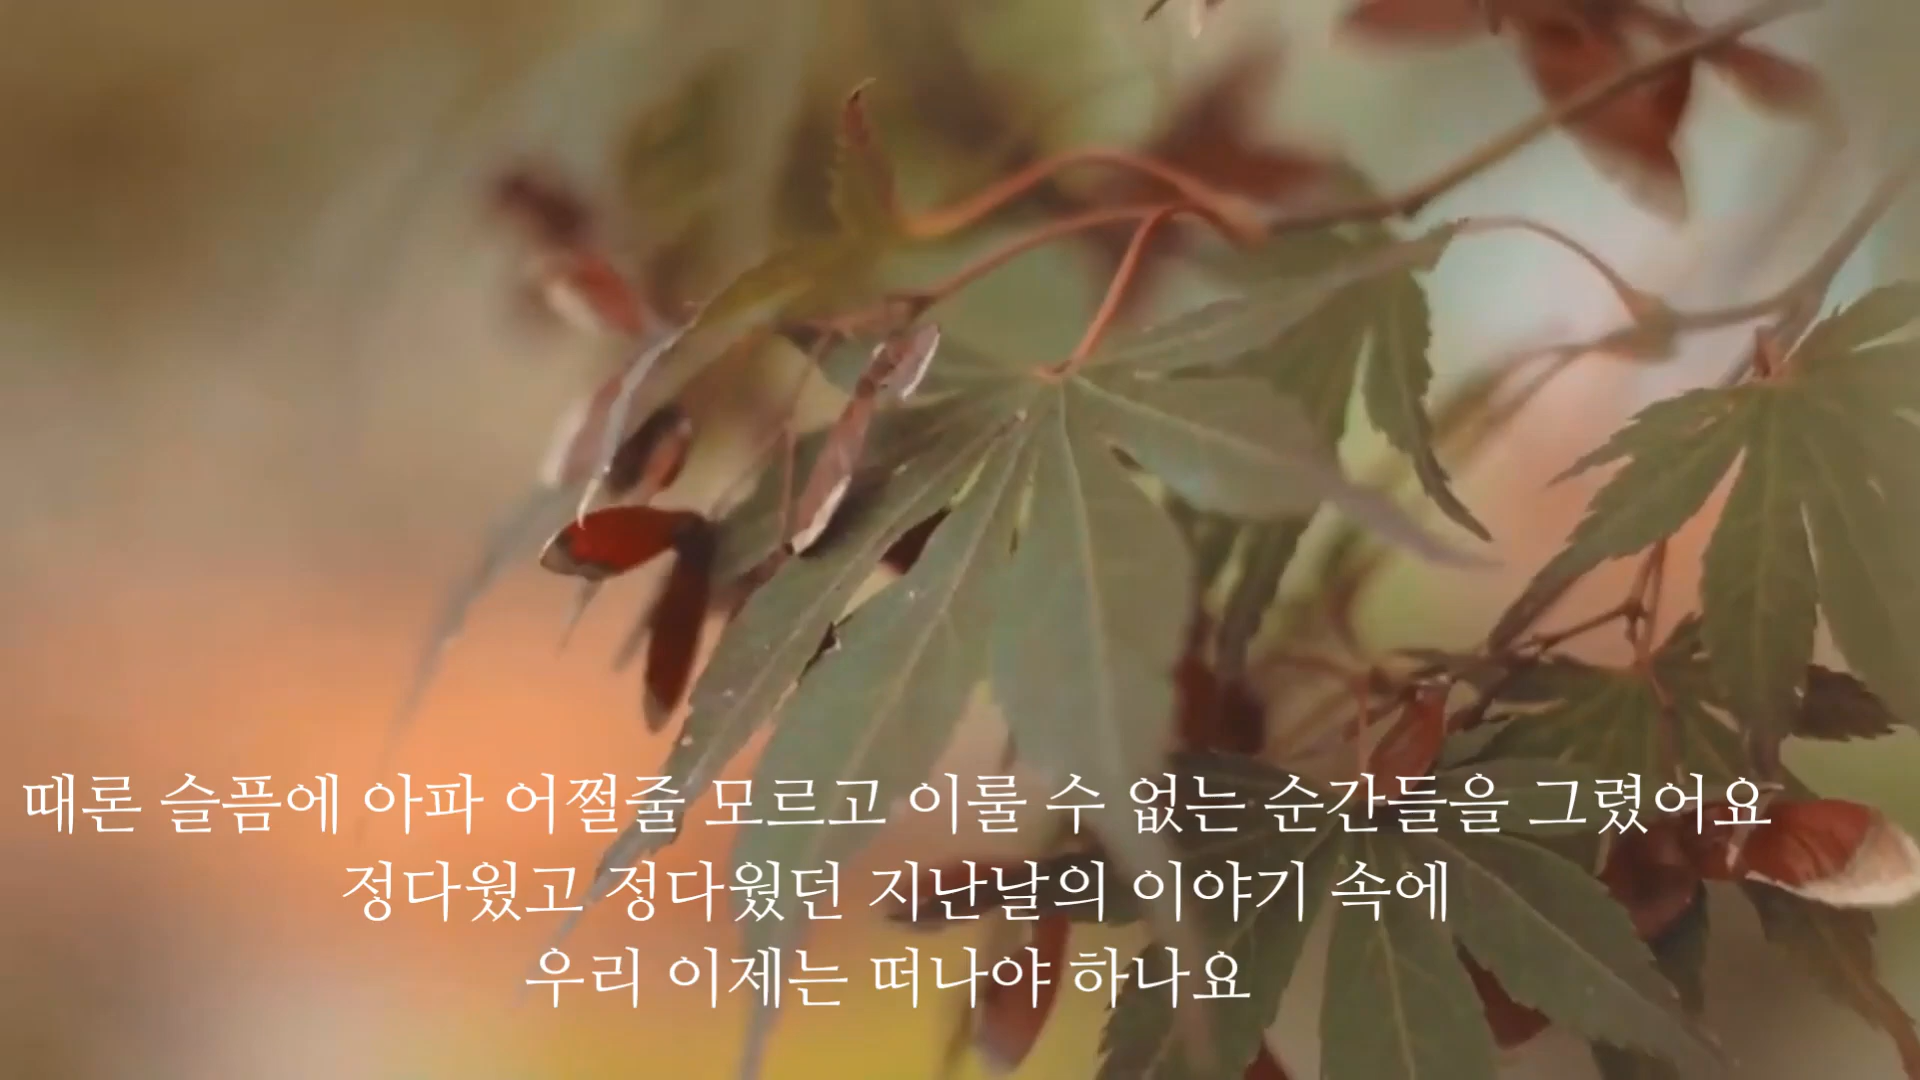 때론 슬픔에 아파 어쩔줄 모르고 이룰 수 없는 순간들을 그렸어요
정다웠고 정다웠던 지난날의 이야기 속에
우리 이제는 떠나야 하나요